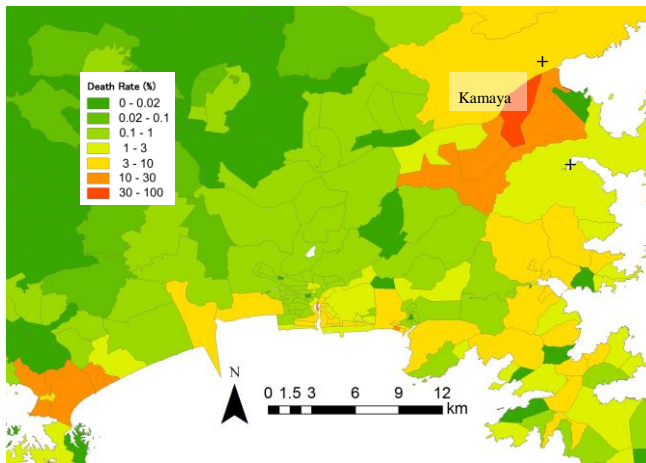 Death Rate (%)
0 - 0.02
0.02 - 0.1
0.1 - 1
1 - 3
3 - 10
10 - 30
30 - 100
Kamaya
N
0 1.5 3 6 9 12
km